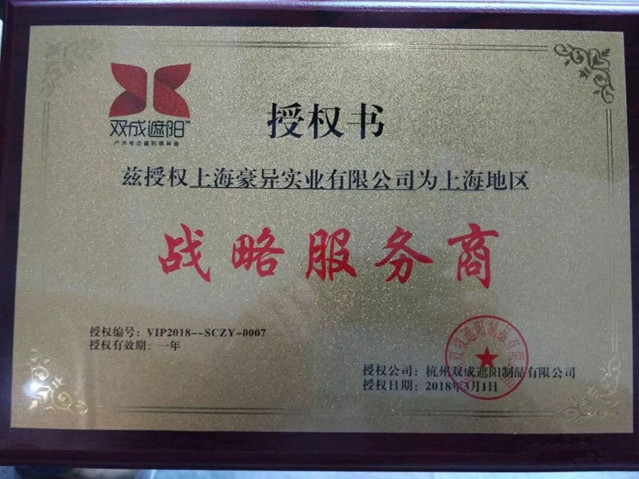 双成遮阳™
授权书
兹授权上海豪异实业有限公司为上海地区
战略服务商
授权编号：VIP2018--SCZY-0007
授权有效期：一年
授权公司：杭州双成遮阳制品有限公司
授权日期：2018年3月1日